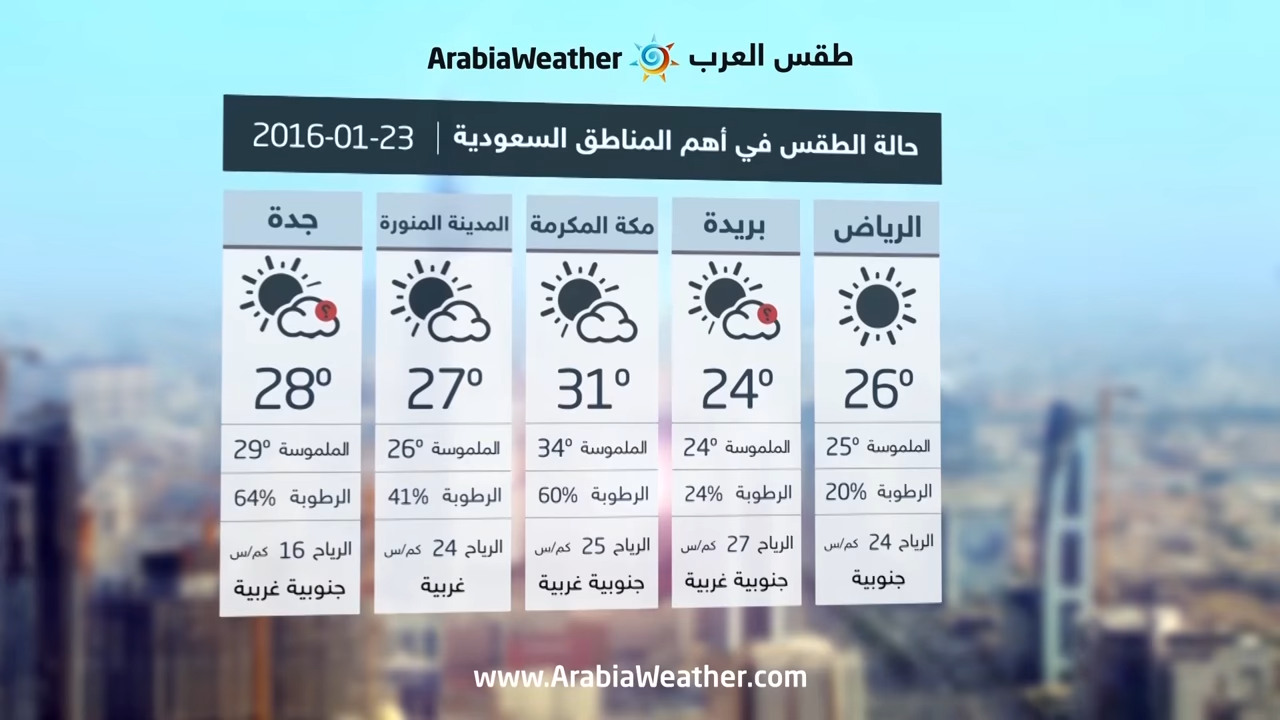 ArabiaWeather طقس العرب
حالة الطقس في أهم المناطق السعودية | 2016-01-23
الرياض
26°
الملموسة 25°
الرطوبة 20%
الرياح 24 كم/س
جنوبية
بريدة
؟
24°
الملموسة 24°
الرطوبة 24%
الرياح 27 كم/س
جنوبية غربية
مكة المكرمة
31°
الملموسة 34°
الرطوبة 60%
الرياح 25 كم/س
جنوبية غربية
المدينة المنورة
27°
الملموسة 26°
الرطوبة 41%
الرياح 24 كم/س
غربية
جدة
؟
28°
الملموسة 29°
الرطوبة 64%
الرياح 16 كم/س
جنوبية غربية
www.ArabiaWeather.com